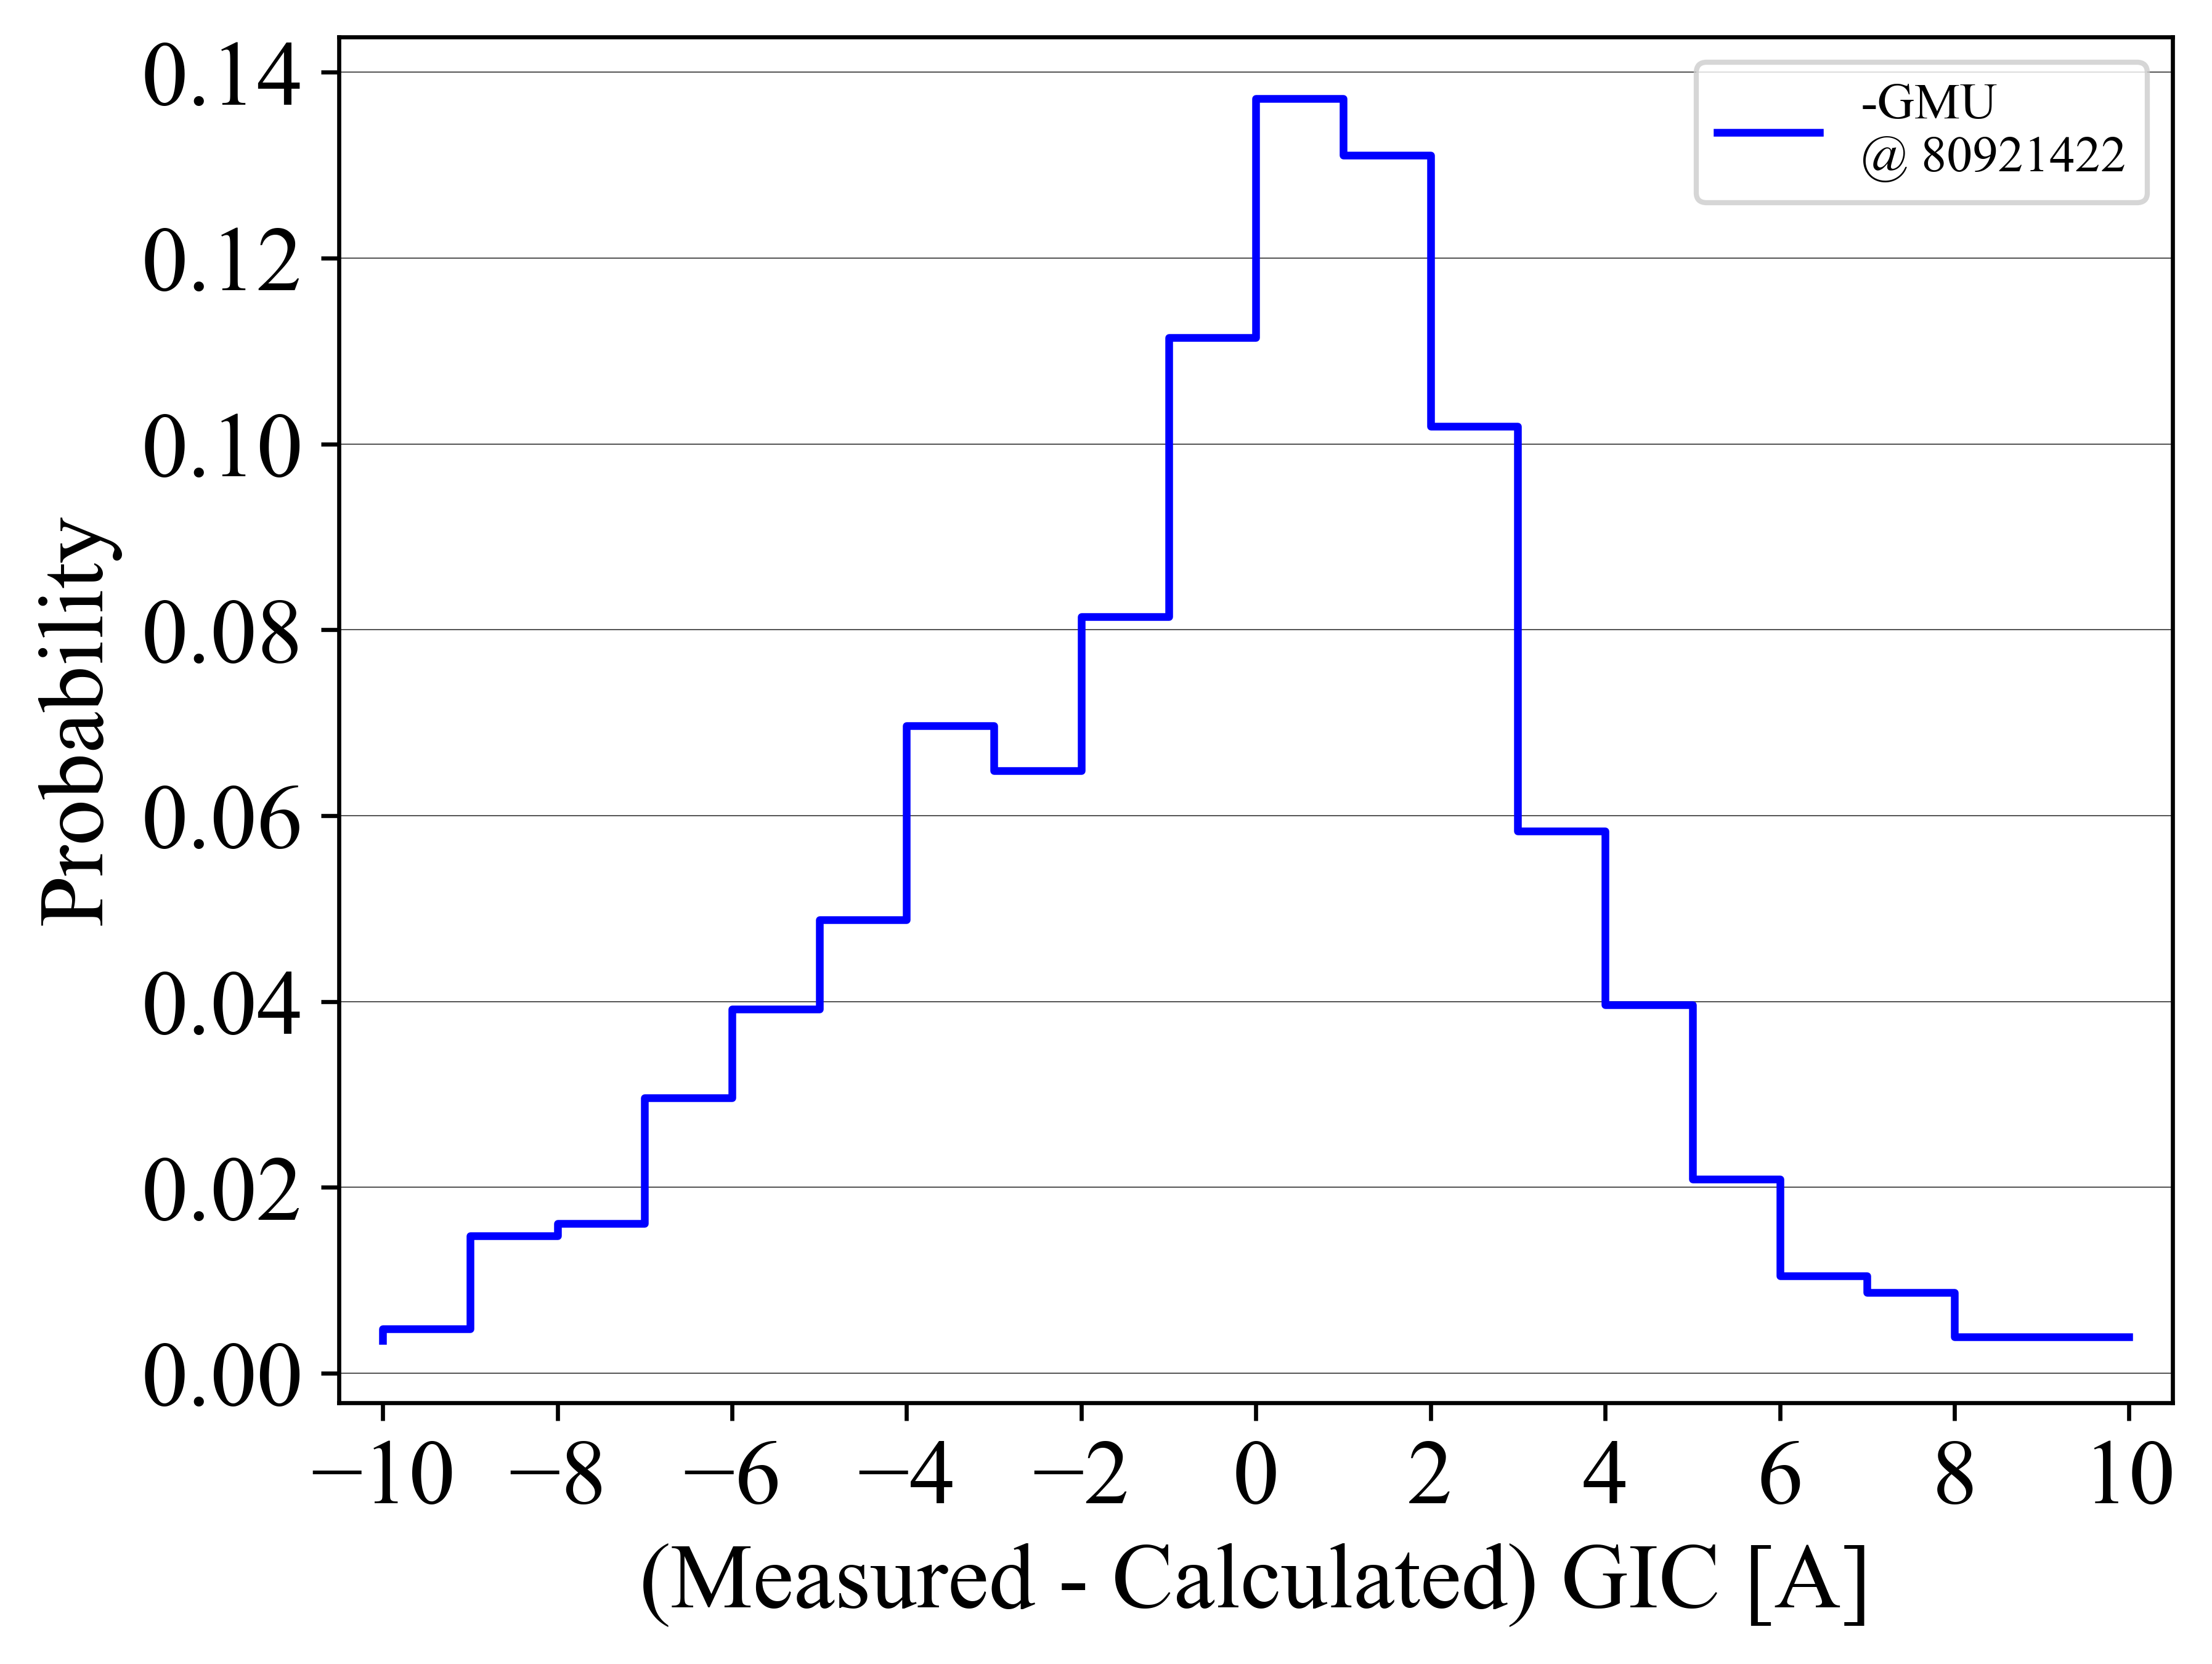 Probability
0.14
0.12
0.10
0.08
0.06
0.04
0.02
0.00
-GMU
@ 80921422
−10 −8 −6 −4 −2 0 2 4 6 8 10
(Measured - Calculated) GIC [A]